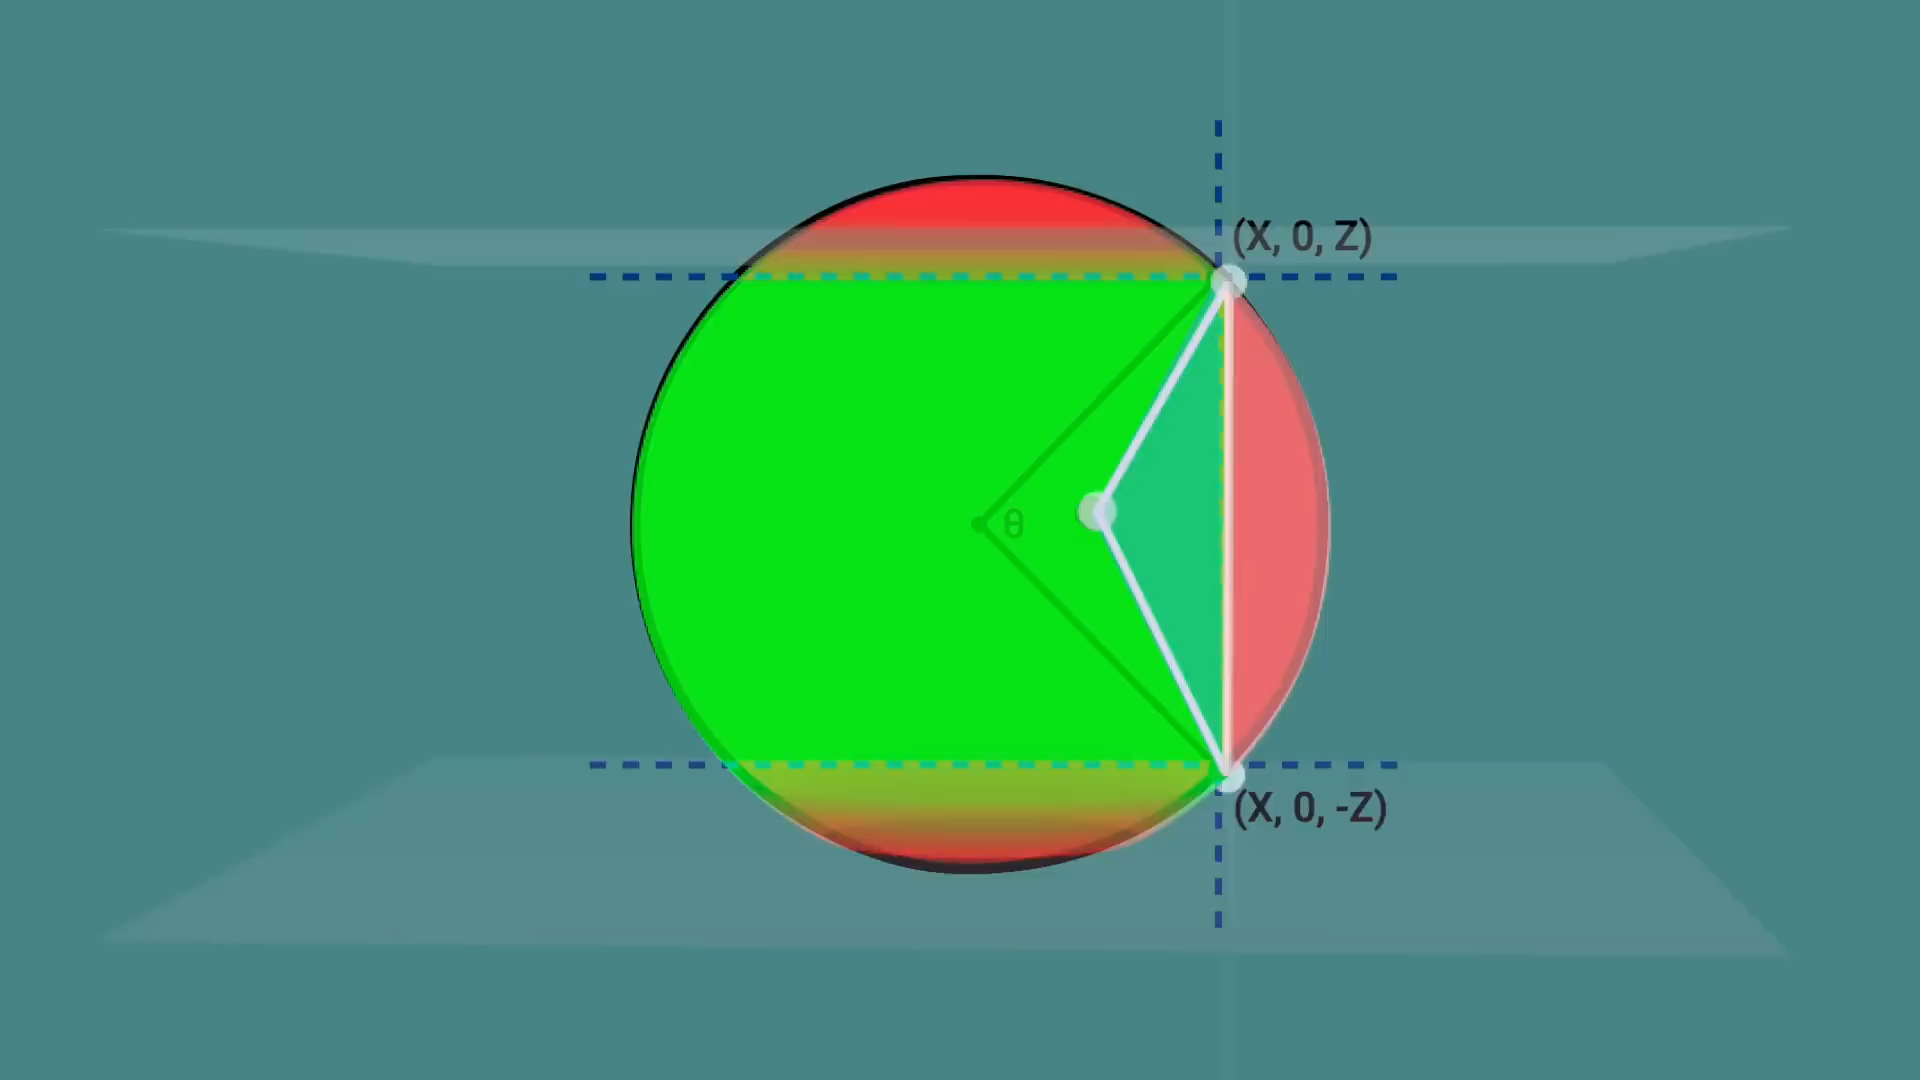 (X, 0, Z)
θ
(X, 0, -Z)